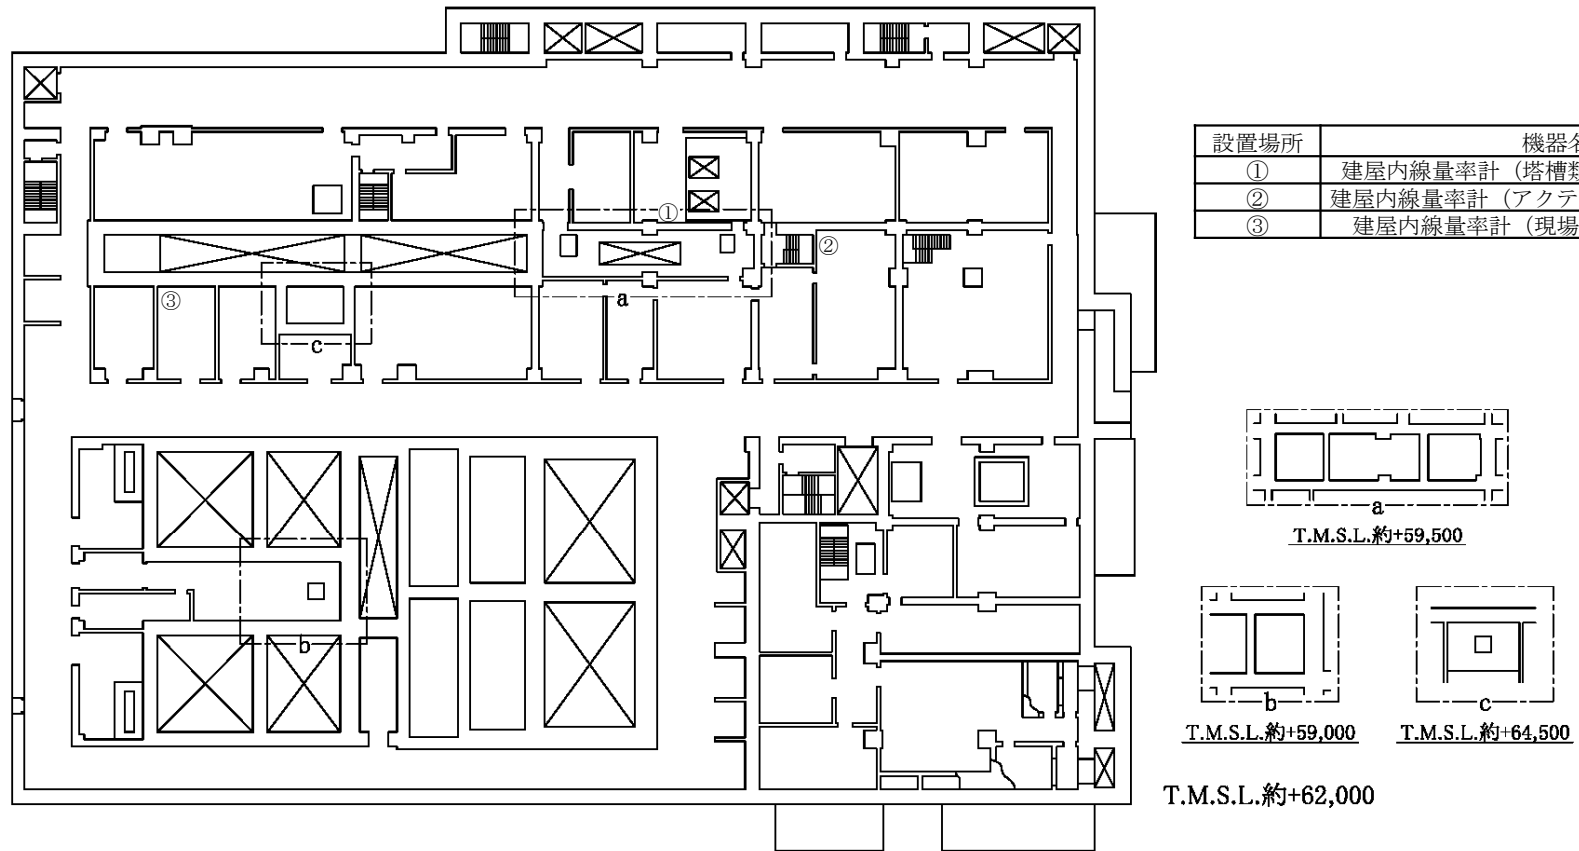 設置場所 機器名
① 建屋内線量率計（塔槽類
② 建屋内線量率計（アクテ
③ 建屋内線量率計（現場
①
②
③
a
c
b
a
T.M.S.L.約+59,500
b
T.M.S.L.約+59,000
c
T.M.S.L.約+64,500
T.M.S.L.約+62,000